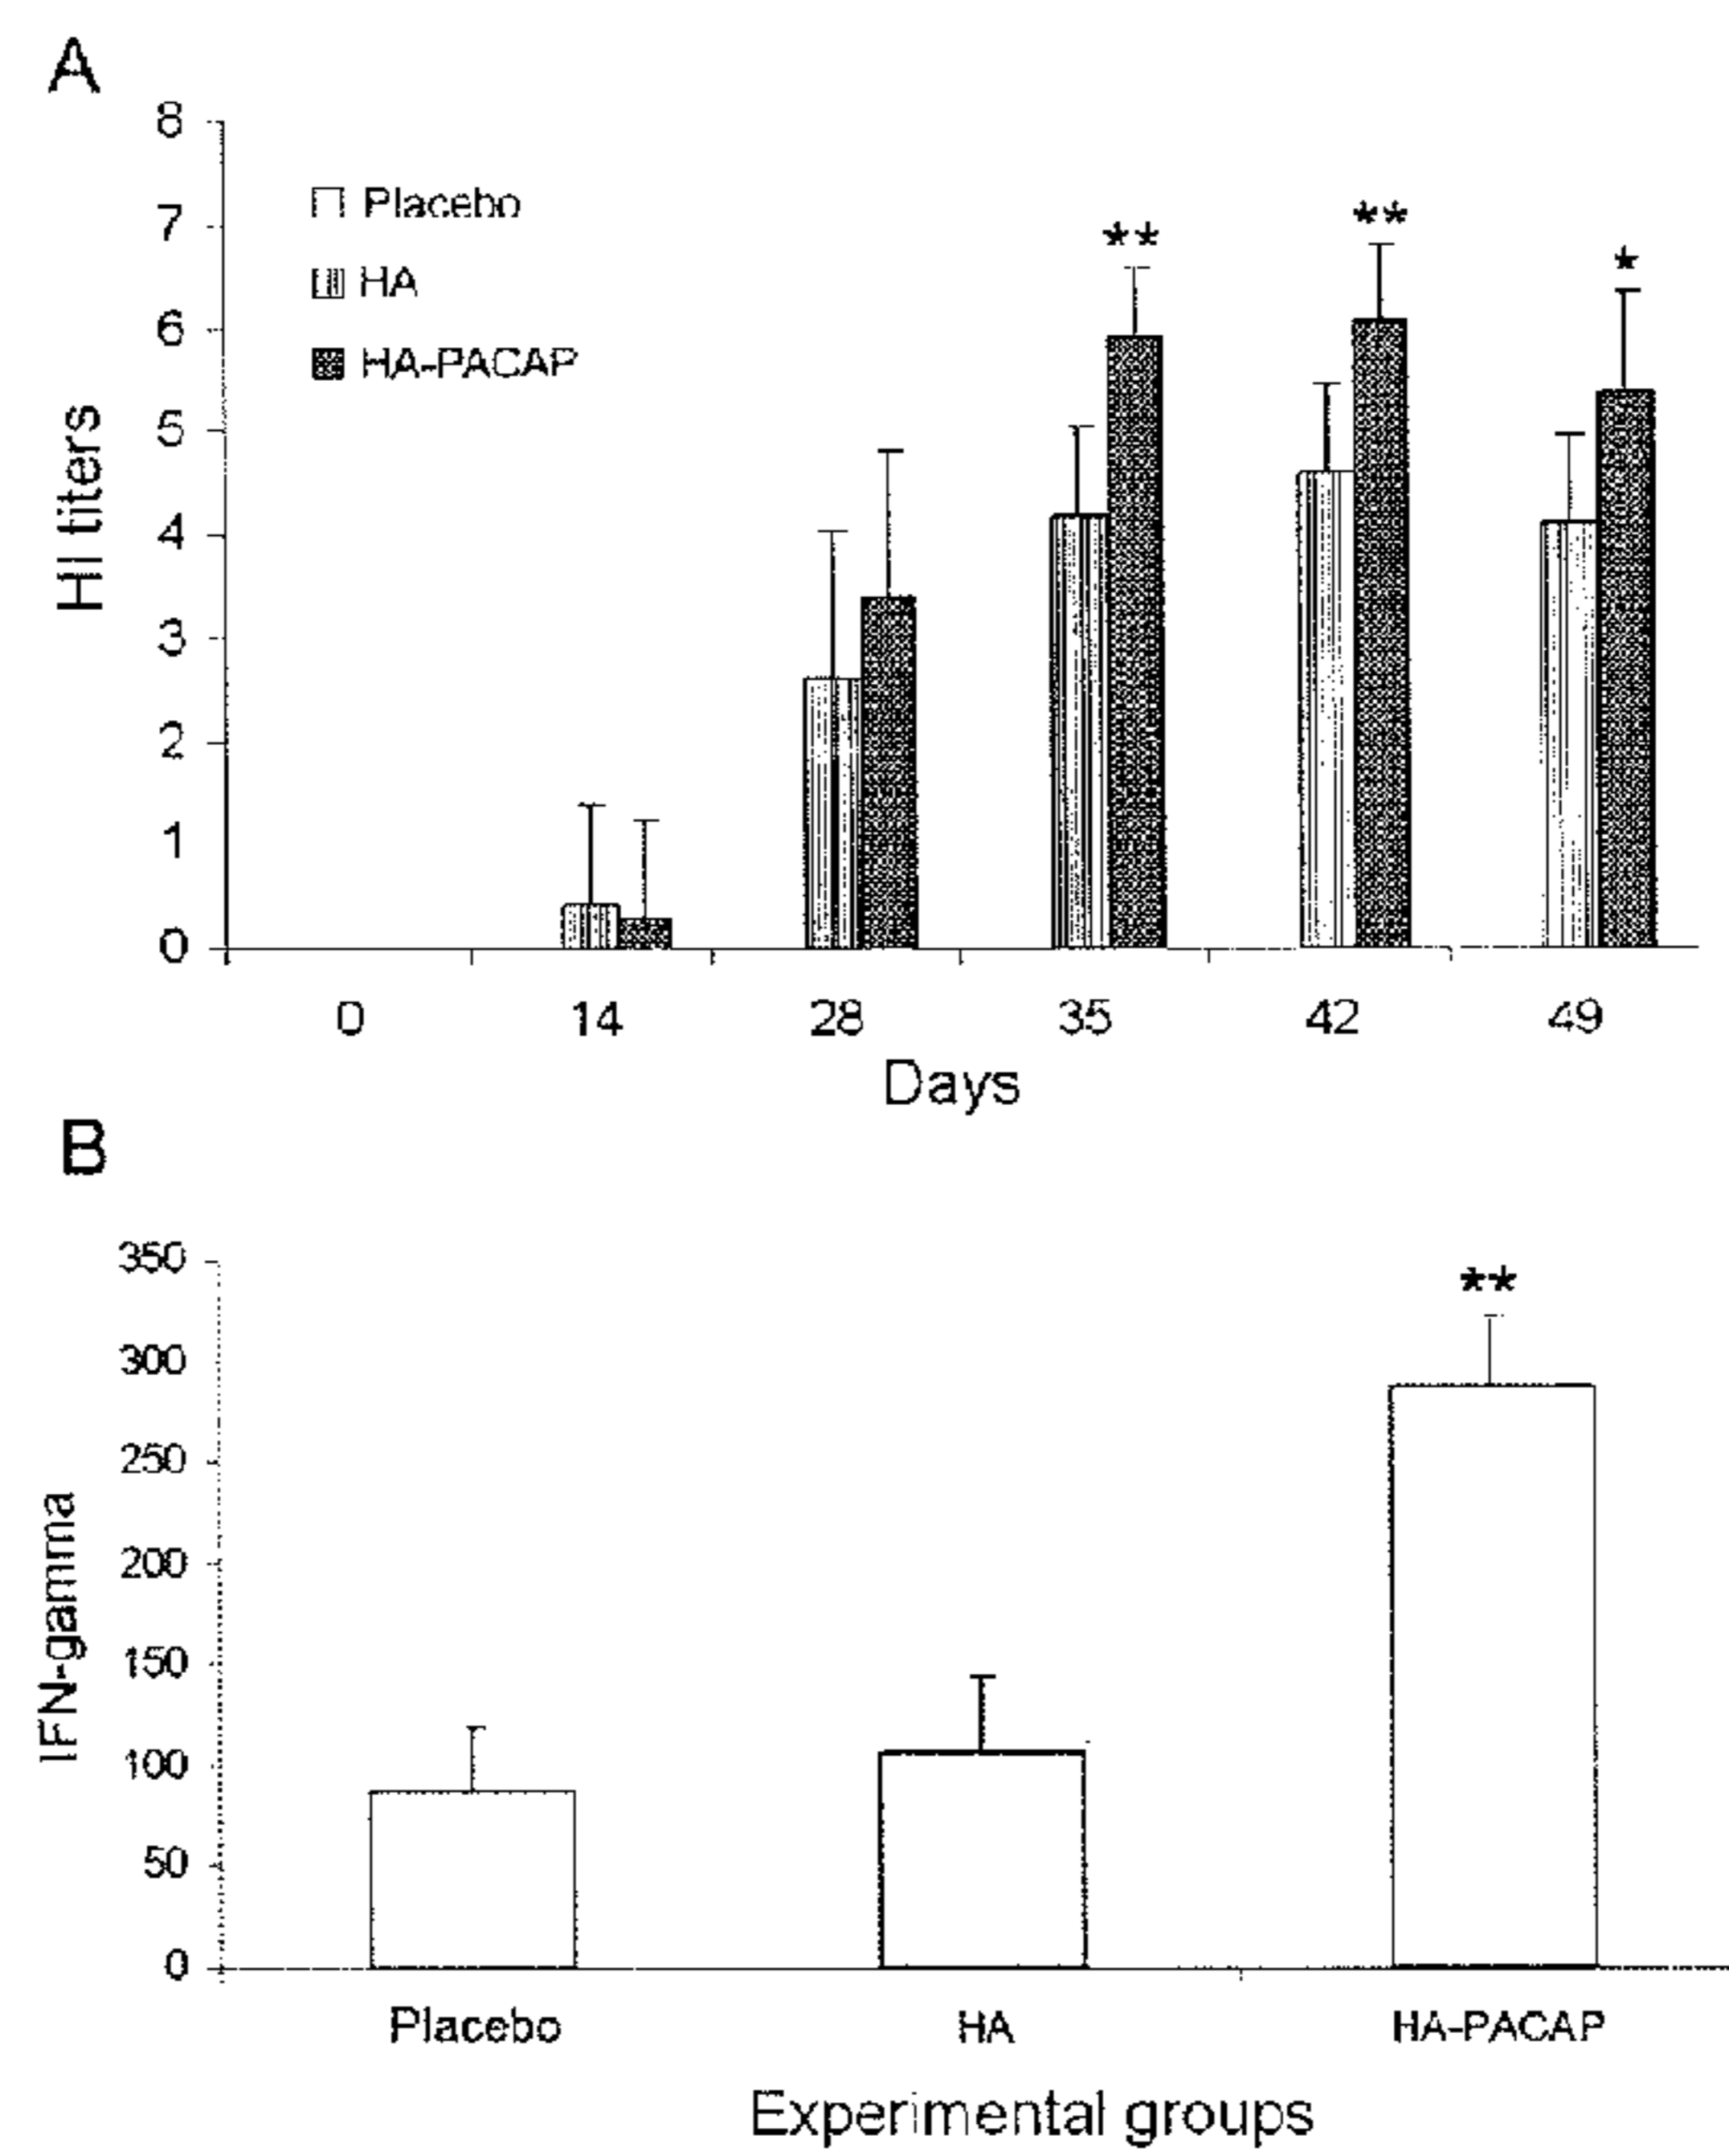 A
8
7
6
5
4
3
2
1
0
HI titers
Placebo
HA
HA-PACAP
**
**
*
0 14 28 35 42 49
Days
B
350
300
250
200
150
100
50
0
IFN-gamma
**
Placebo HA HA-PACAP
Experimental groups